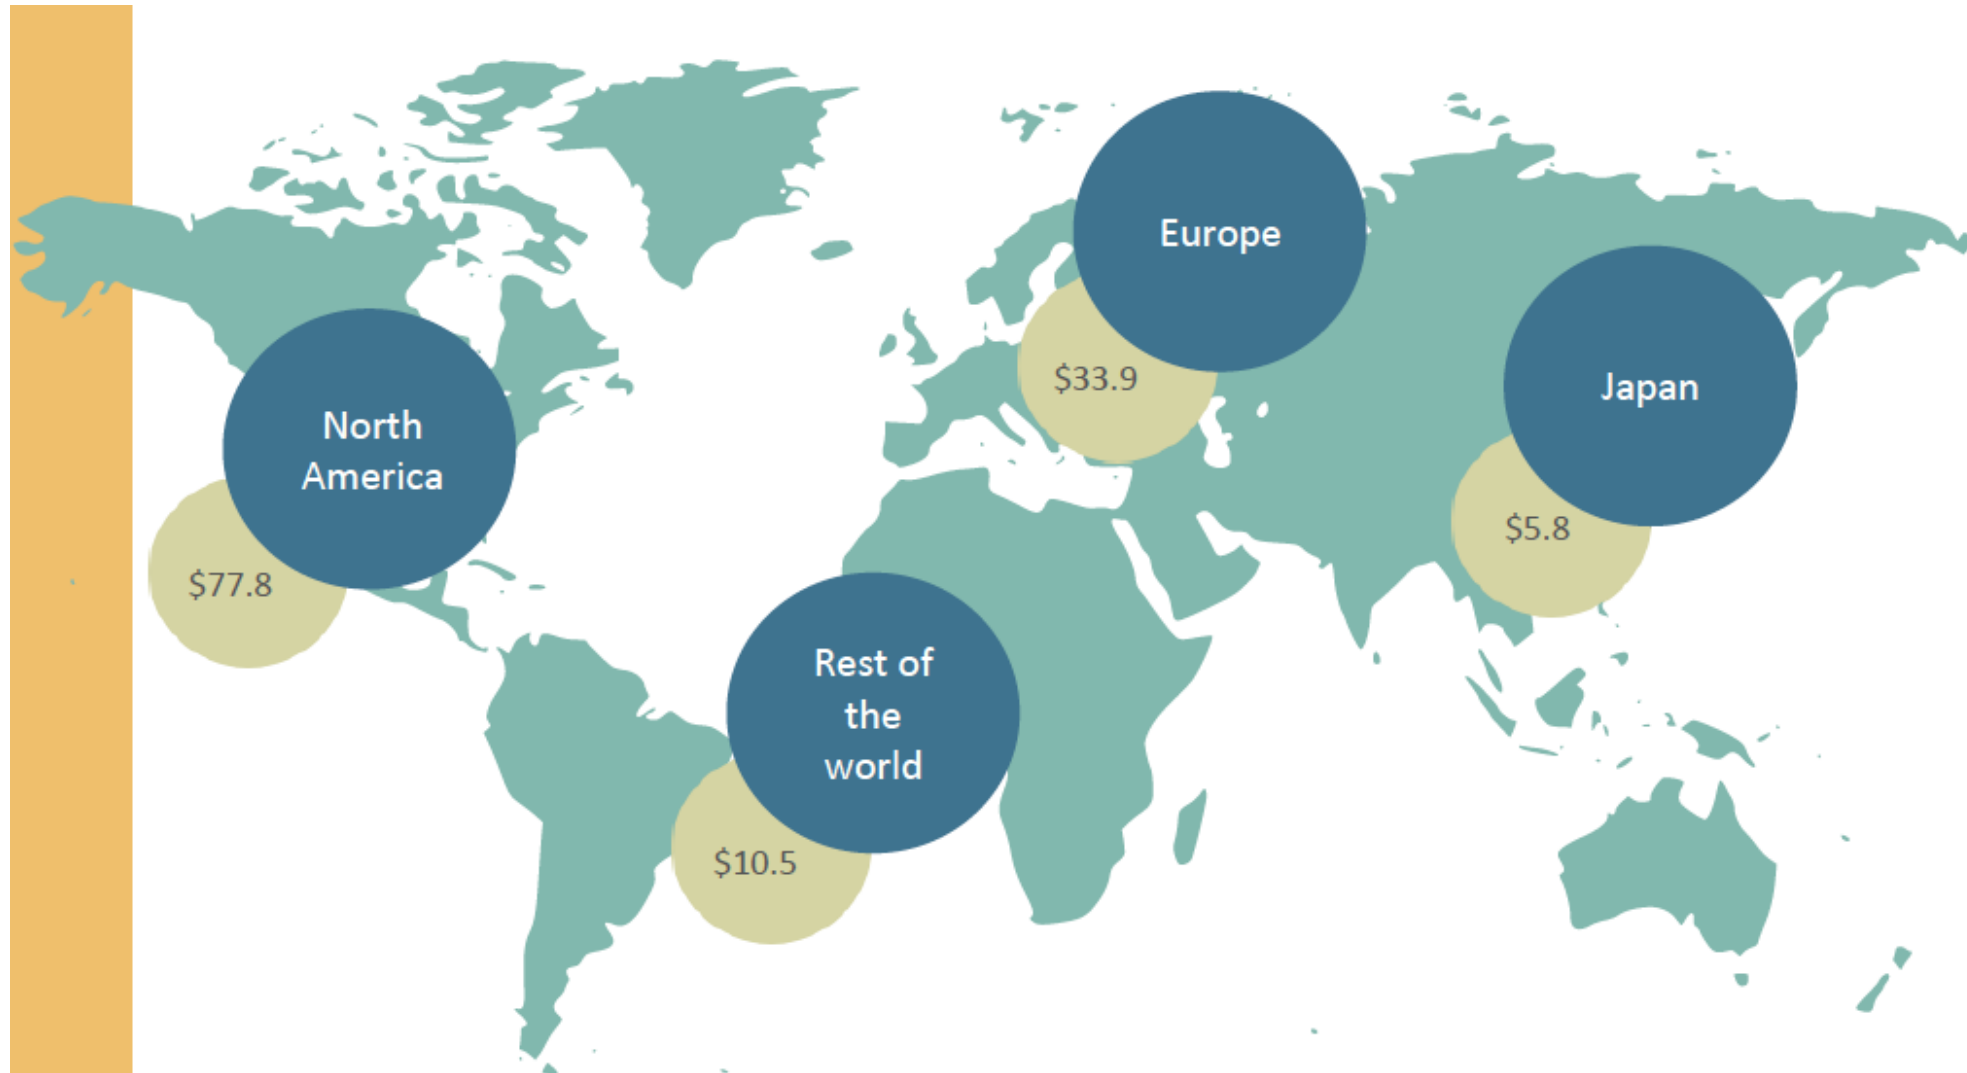 Europe
$33.9
Japan
$5.8
North
America
$77.8
Rest of
the
world
$10.5